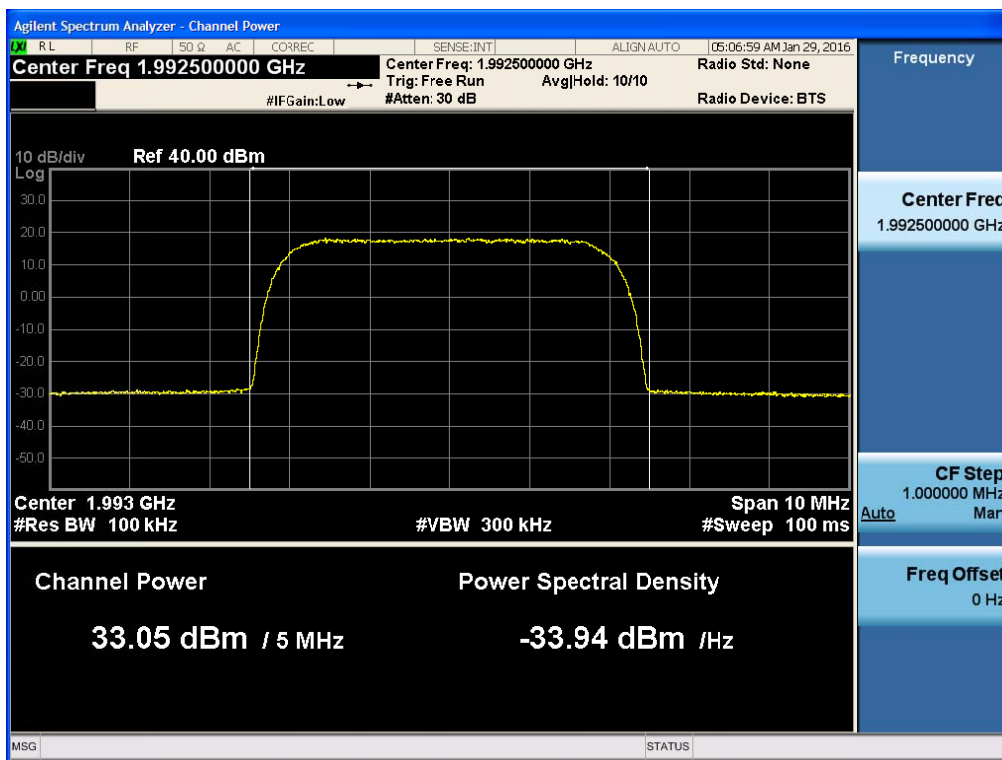 Agilent Spectrum Analyzer - Channel Power
LXI RL RF 50 Ω AC CORREC SENSE:INT ALIGN AUTO 05:06:59 AM Jan 29, 2016
Center Freq 1.992500000 GHz
Center Freq: 1.992500000 GHz
Radio Std: None
Trig: Free Run Avg|Hold: 10/10
#IFGain:Low
#Atten: 30 dB
Radio Device: BTS
10 dB/div Ref 40.00 dBm
Log
30.0
20.0
10.0
0.00
-10.0
-20.0
-30.0
-40.0
-50.0
Center 1.993 GHz Span 10 MHz
#Res BW 100 kHz #VBW 300 kHz #Sweep 100 ms
Channel Power Power Spectral Density
33.05 dBm / 5 MHz -33.94 dBm /Hz
MSG STATUS
Frequency
Center Freq
1.992500000 GHz
CF Step
1.000000 MHz
Auto Man
Freq Offset
0 Hz